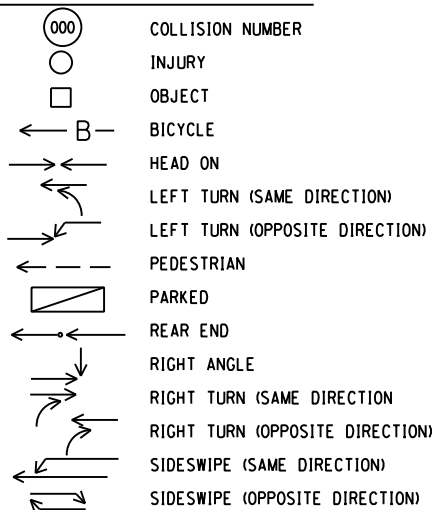 000 COLLISION NUMBER
INJURY
OBJECT
B BICYCLE
HEAD ON
LEFT TURN (SAME DIRECTION)
LEFT TURN (OPPOSITE DIRECTION)
PEDESTRIAN
PARKED
REAR END
RIGHT ANGLE
RIGHT TURN (SAME DIRECTION
RIGHT TURN (OPPOSITE DIRECTION)
SIDESWIPE (SAME DIRECTION)
SIDESWIPE (OPPOSITE DIRECTION)